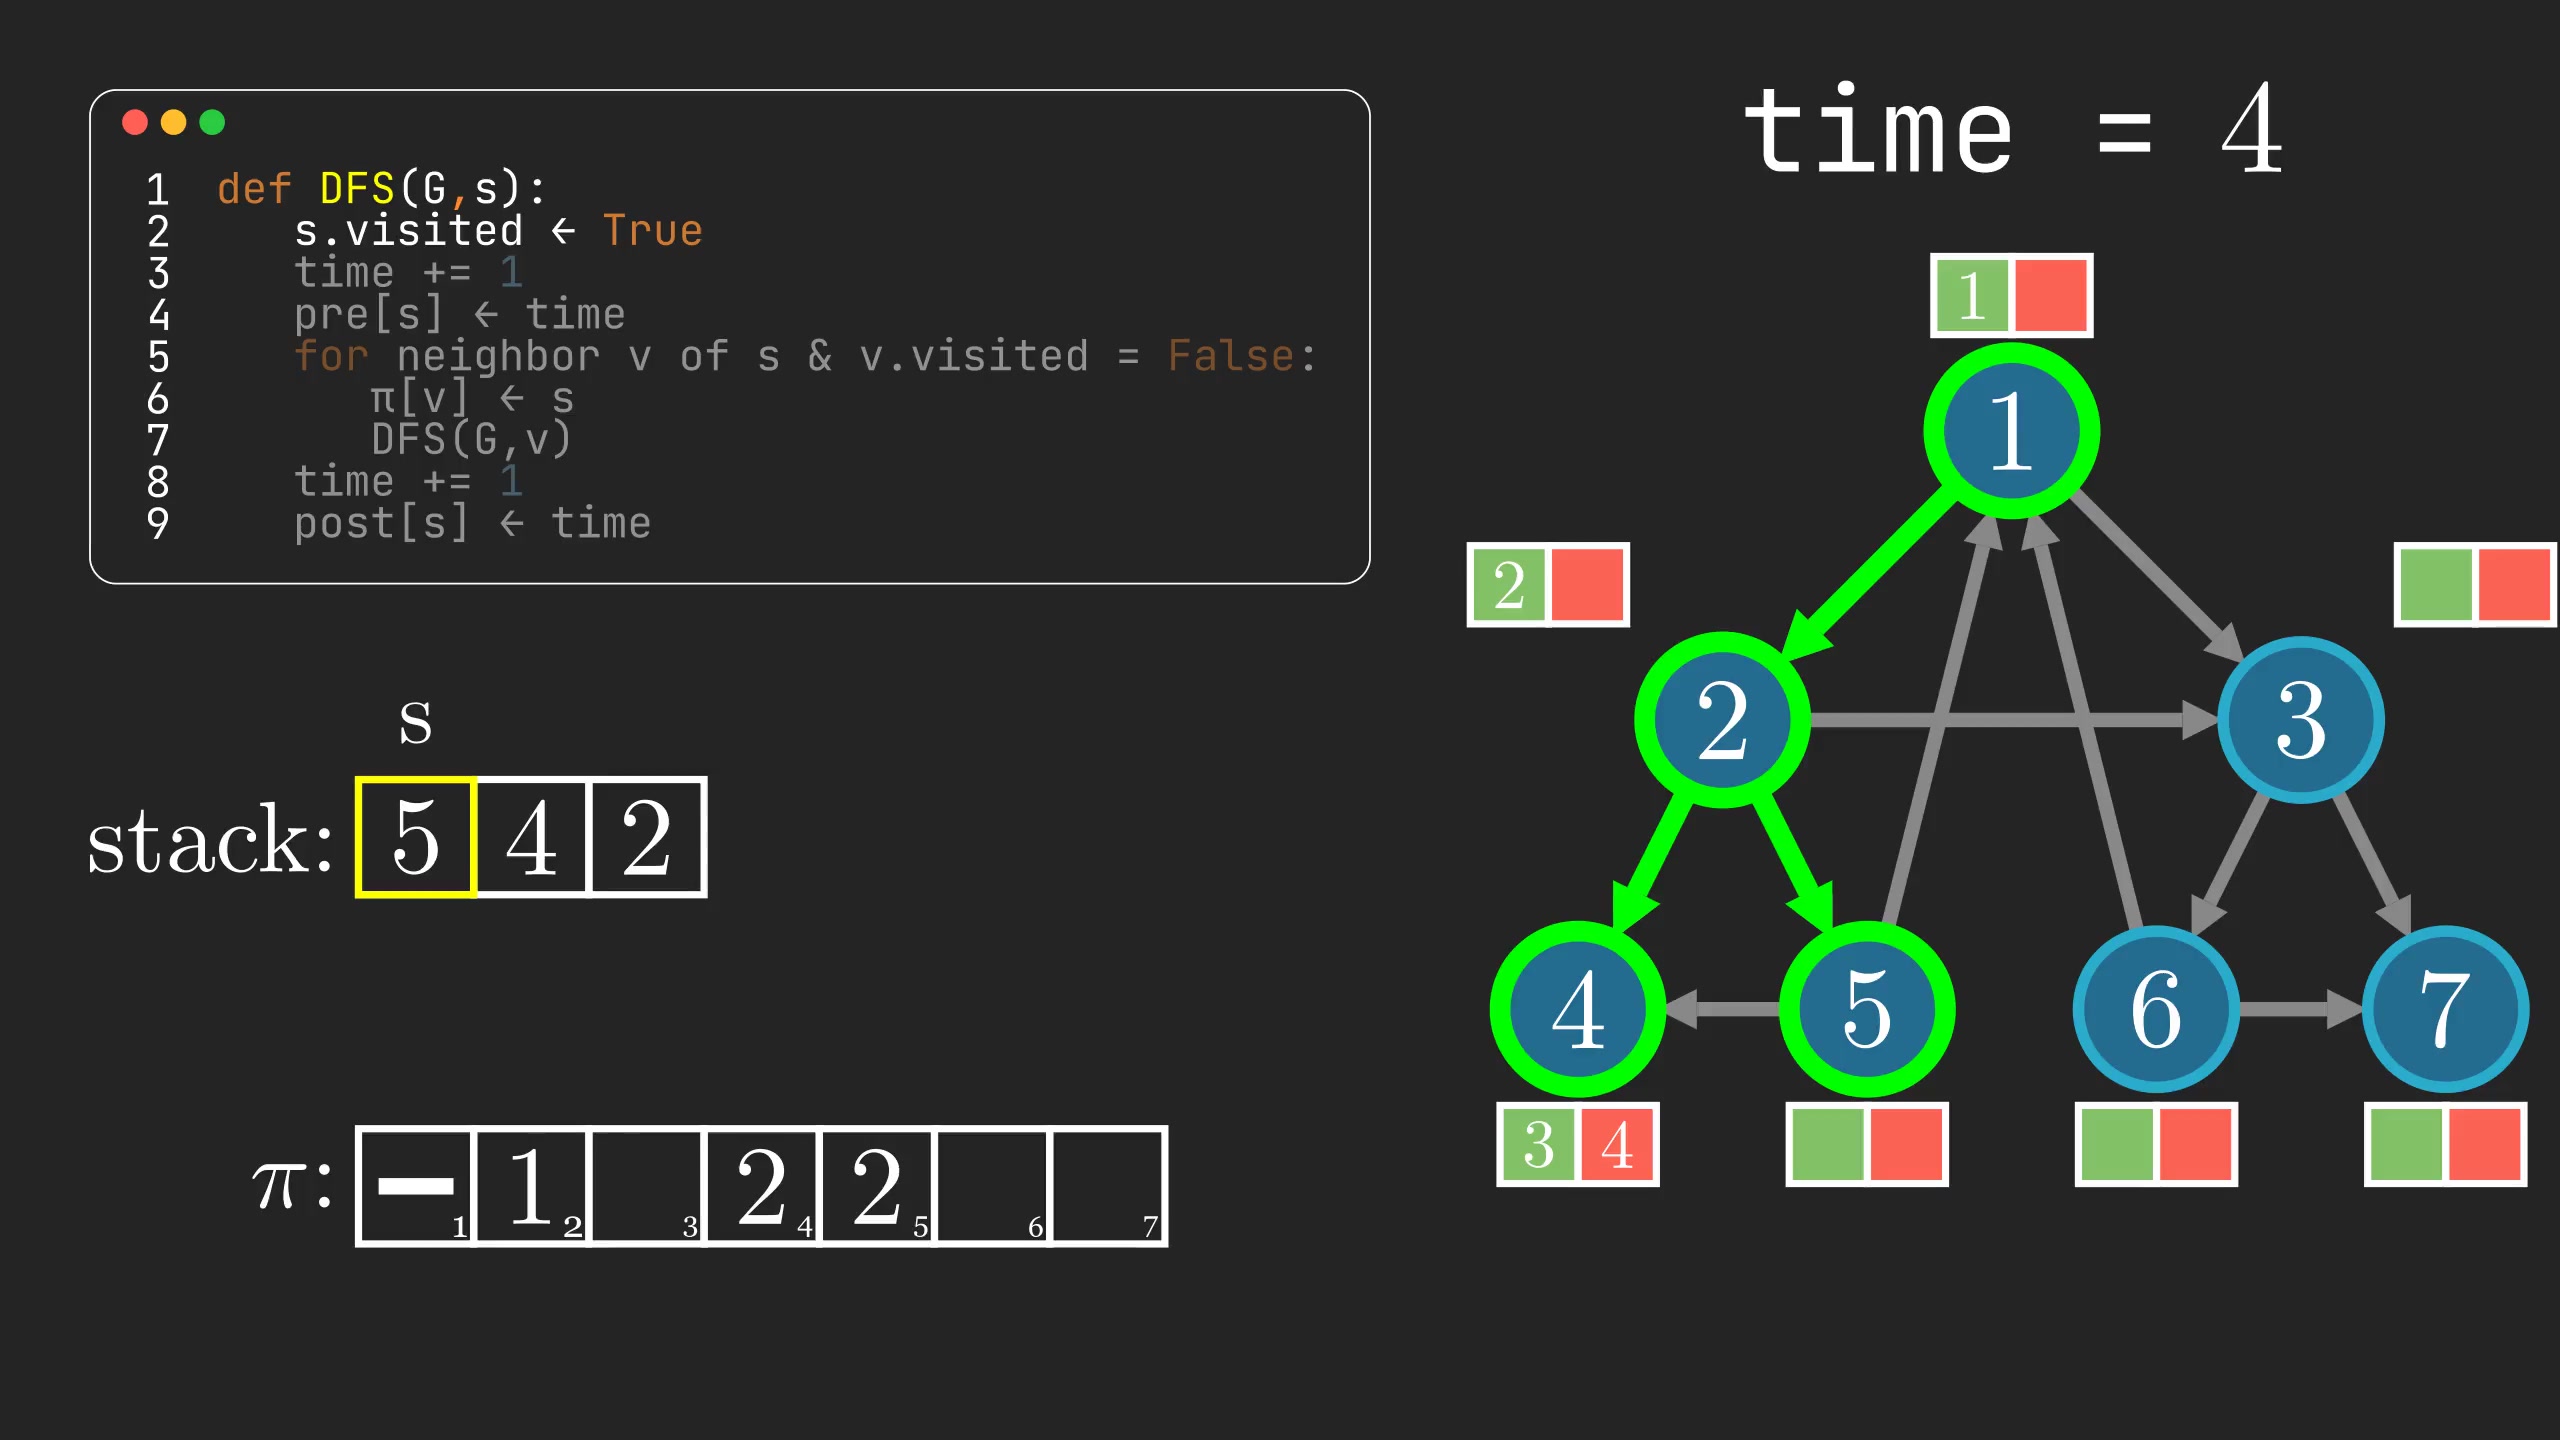 time = 4
1 def DFS(G,s):
2 s.visited ← True
3 time += 1
4 pre[s] ← time
5 for neighbor v of s & v.visited = False:
6 π[v] ← s
7 DFS(G,v)
8 time += 1
9 post[s] ← time
s
stack: 5 4 2
π: – 1 2 2
1 2 3 4 5 6 7
1
1
2
2 3
4 5 6 7
3 4